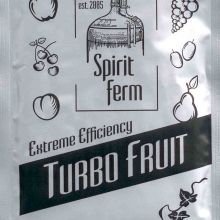 est. 2005
Spirit
Ferm
Extreme Efficiency
TURBO FRUIT